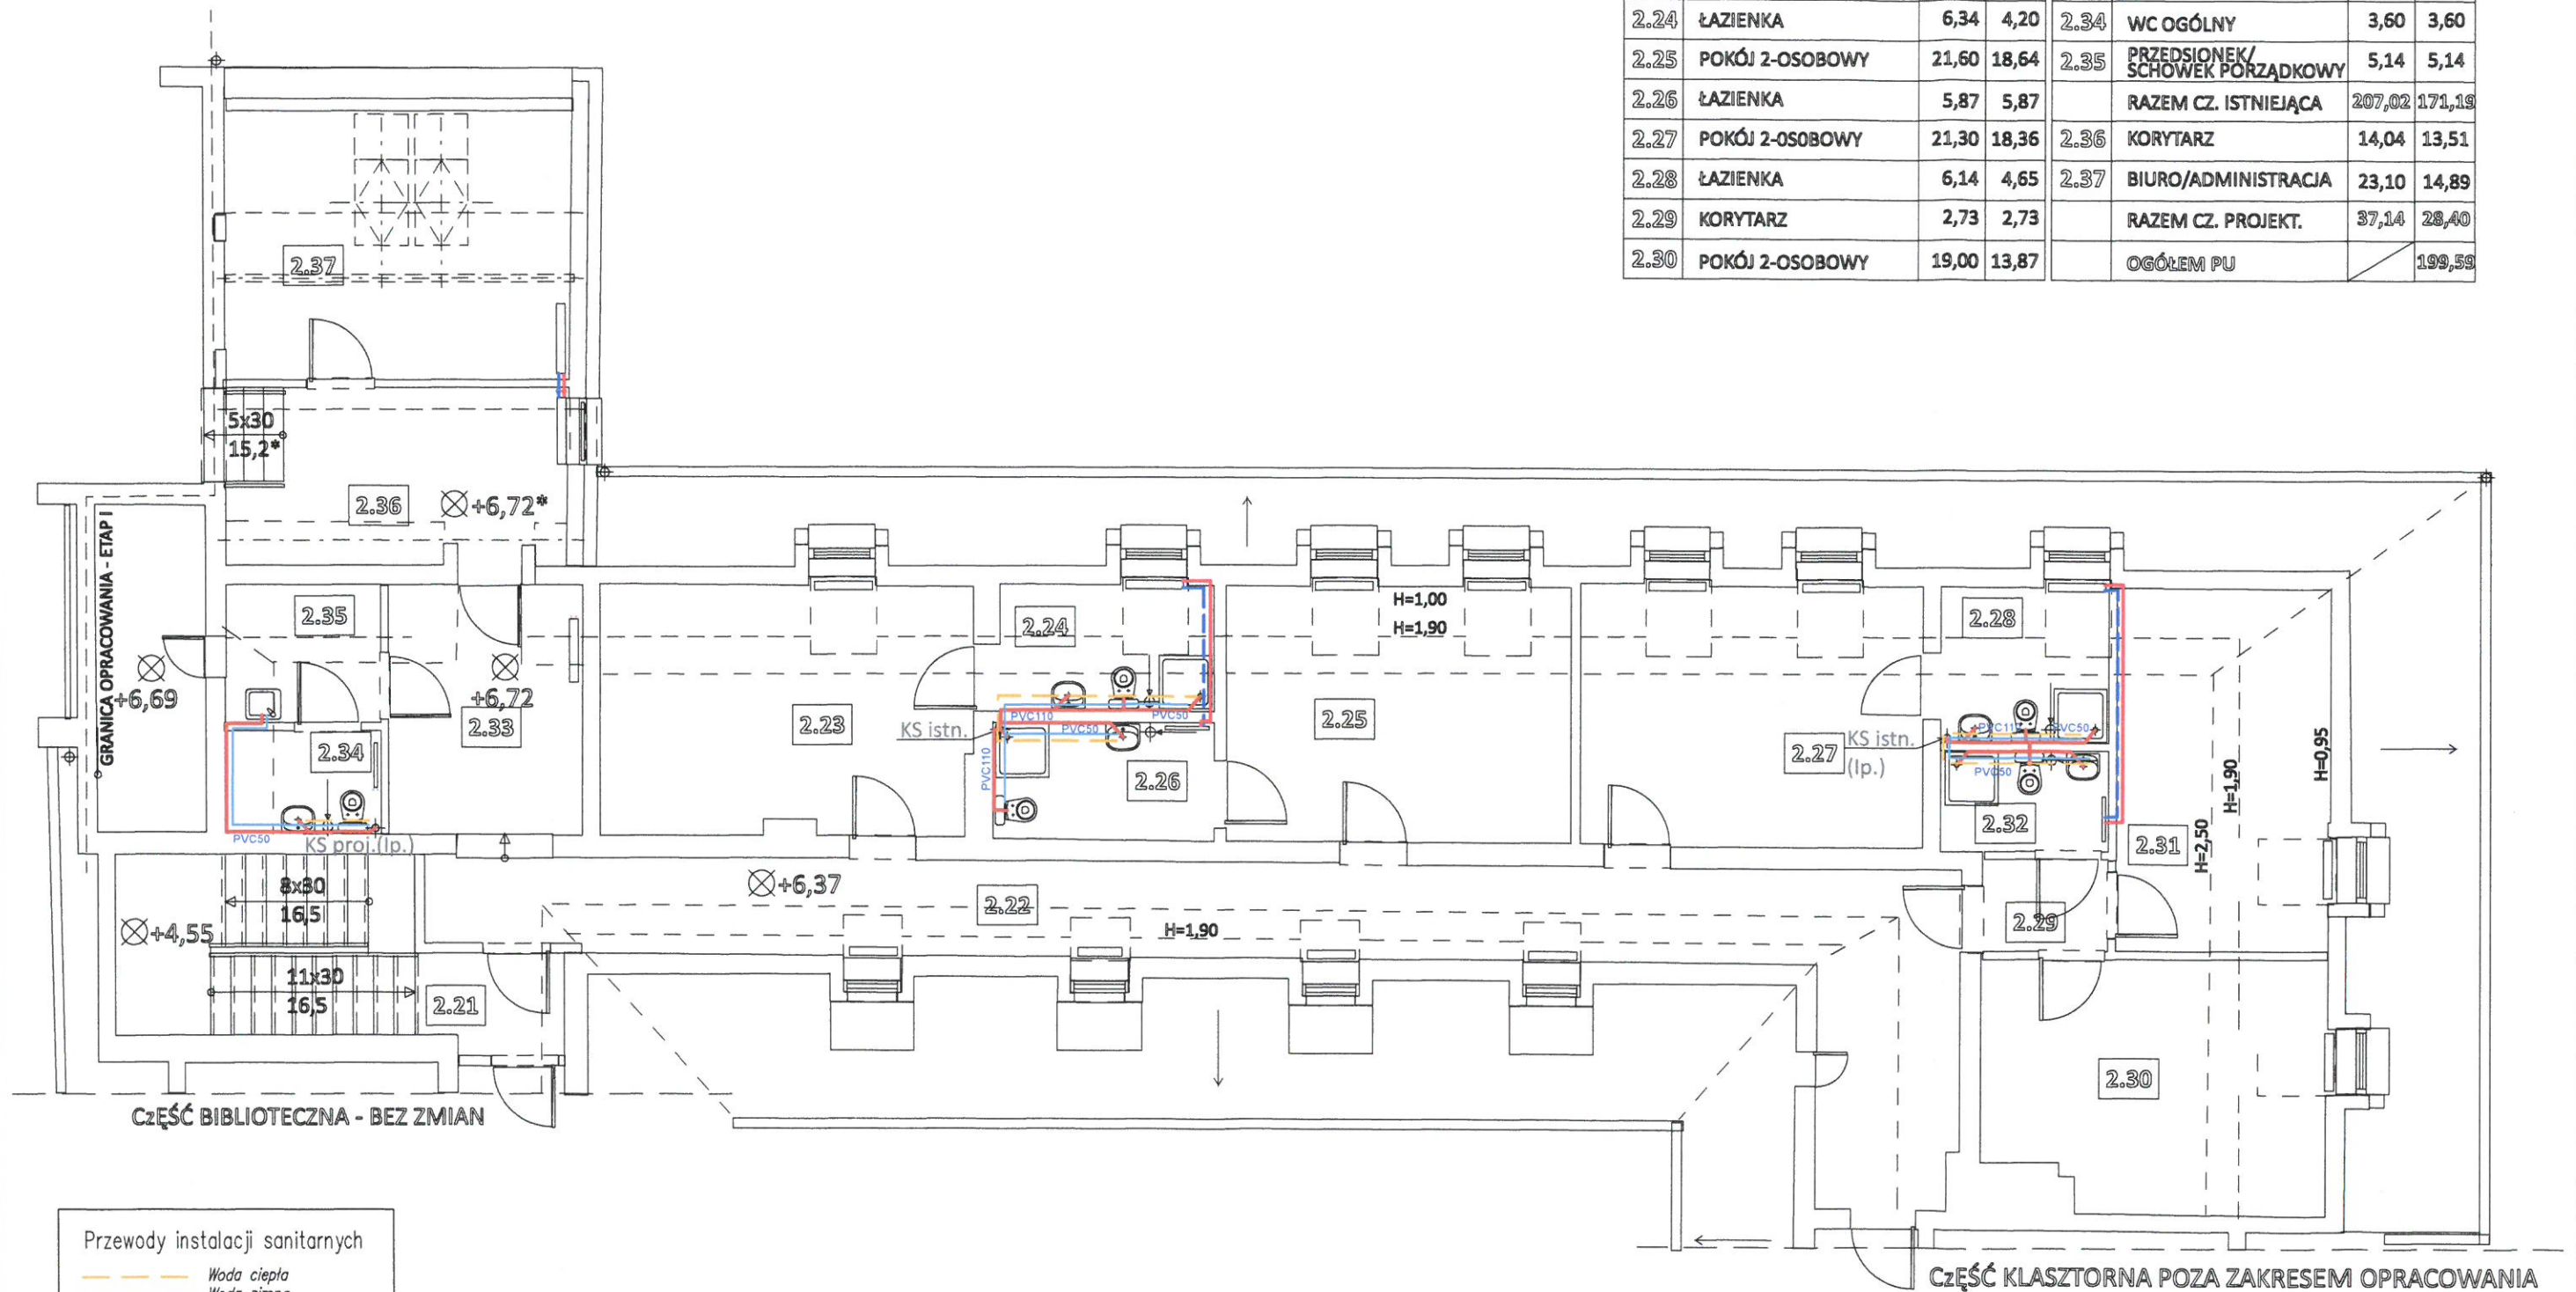 2.24 ŁAZIENKA 6,34 4,20 2.34 WC OGÓLNY 3,60 3,60
2.25 POKÓJ 2-OSOBOWY 21,60 18,64 2.35 PRZEDSIONEK/
SCHOWEK PORZĄDKOWY 5,14 5,14
2.26 ŁAZIENKA 5,87 5,87 RAZEM CZ. ISTNIEJĄCA 207,02 171,19
2.27 POKÓJ 2-0S0BOWY 21,30 18,36 2.36 KORYTARZ 14,04 13,51
2.28 ŁAZIENKA 6,14 4,65 2.37 BIURO/ADMINISTRACJA 23,10 14,89
2.29 KORYTARZ 2,73 2,73 RAZEM CZ. PROJEKT. 37,14 28,40
2.30 POKÓJ 2-OSOBOWY 19,00 13,87 OGÓŁEM PU 199,59
2.37
5x30
15,2*
2.36 +6,72*
GRANICA OPRACOWANIA - ETAP I
H=1,00
H=1,90
2.35
2.24
2.28
+6,69
+6,72
2.33
2.23
2.25
KS istn.
PVC110 PVC50
PVC50
PVC110
2.34
2.26
2.27
KS istn.
(Ip.)
PVC110 PVC50
PVC50
H=0,95
H=1,90
H=2,50
2.32
2.31
PVC50
KS proj.(Ip.)
8x30
16,5
+6,37
2.22
H=1,90
2.29
+4,55
11x30
16,5
2.21
2.30
CZĘŚĆ BIBLIOTECZNA - BEZ ZMIAN
CZĘŚĆ KLASZTORNA POZA ZAKRESEM OPRACOWANIA
Przewody instalacji sanitarnych
Woda ciepła
Woda zimna